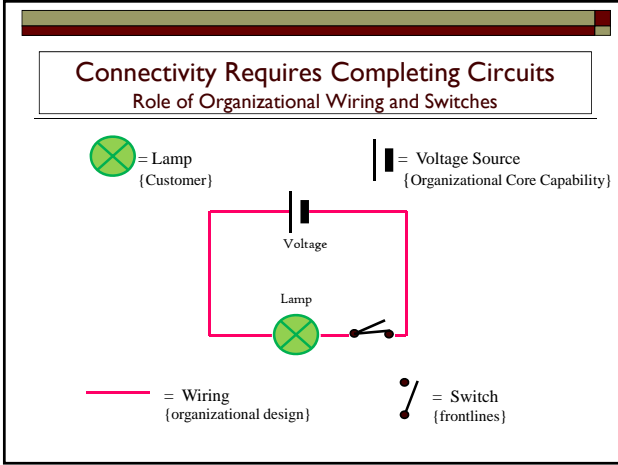 Connectivity Requires Completing Circuits
Role of Organizational Wiring and Switches
= Lamp
{Customer}
= Voltage Source
{Organizational Core Capability}
Voltage
Lamp
= Wiring
{organizational design}
= Switch
{frontlines}